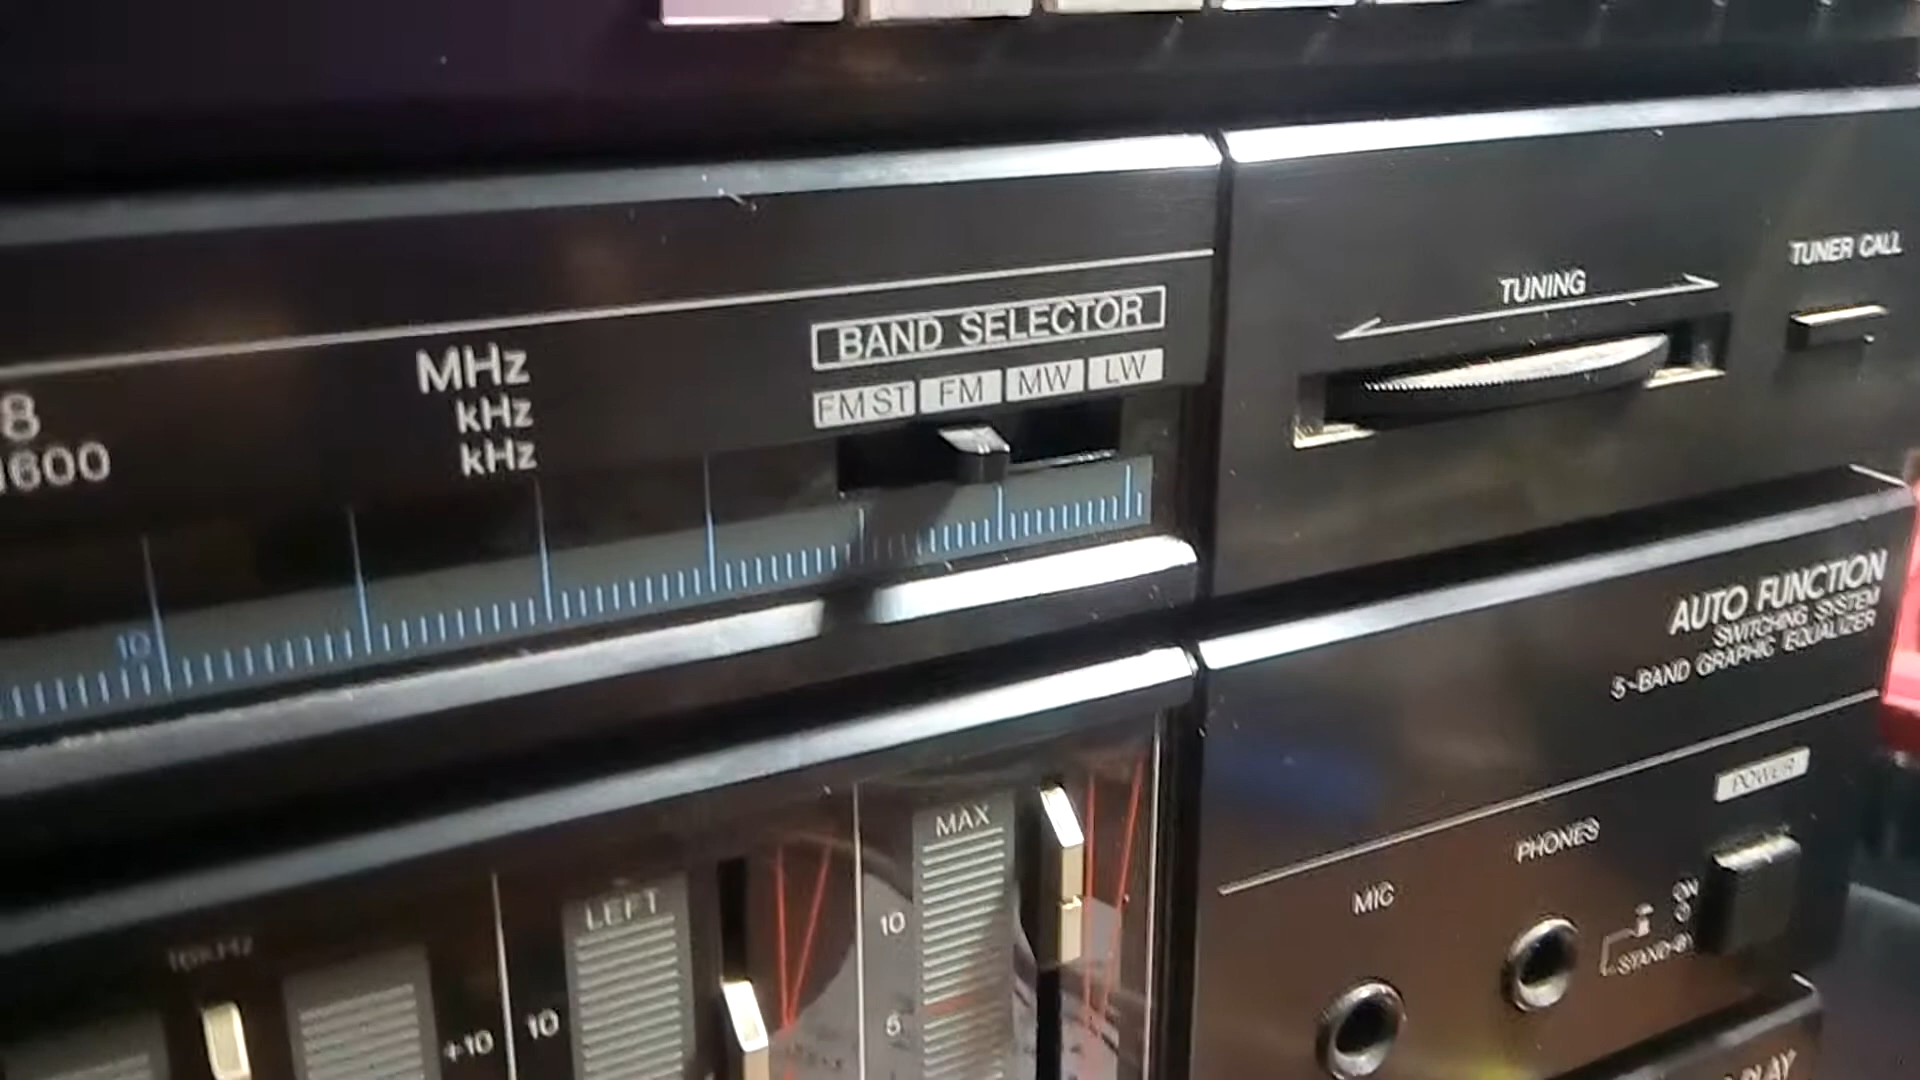 BAND SELECTOR
FM ST FM MW LW
MHz
kHz
kHz
8
1600
10
TUNING
TUNER CALL
AUTO FUNCTION
SWITCHING SYSTEM
5-BAND GRAPHIC EQUALIZER
POWER
PHONES
MIC
ON
STAND-BY
MAX
10
5
LEFT
10
16kHz
+10